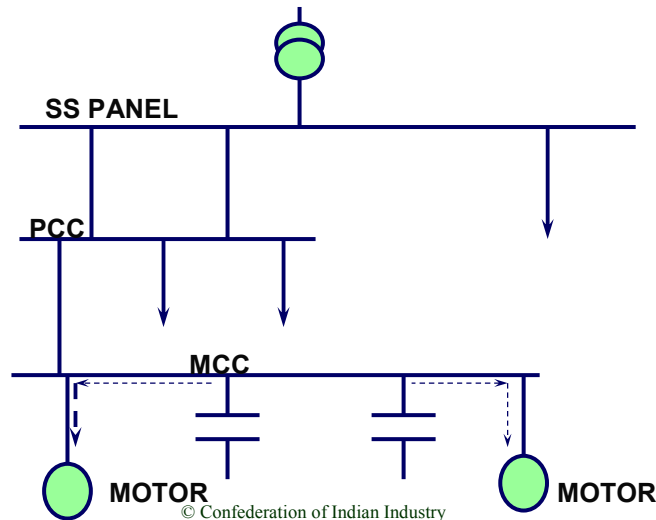 SS PANEL
PCC
MCC
MOTOR
MOTOR
© Confederation of Indian Industry